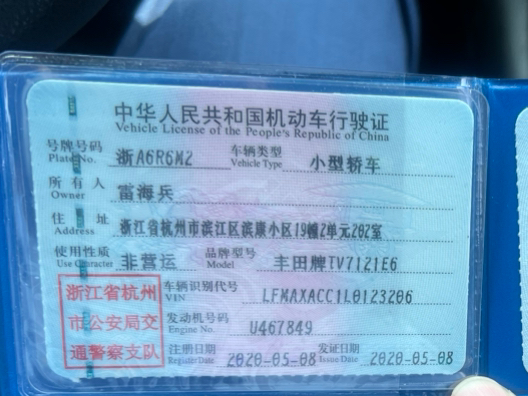 中华人民共和国机动车行驶证
Vehicle License of the People's Republic of China
号牌号码 浙A6R6M2 车辆类型 小型轿车
Plate No. Vehicle Type
所有人 雷海兵
Owner
住址 浙江省杭州市滨江区滨康小区19幢2单元202室
Address
使用性质 非营运 品牌型号 丰田牌TV7121E6
Use Character Model
浙江省杭州 车辆识别代号 LFMAXACC1L0123206
VIN
市公安局交 发动机号码 U467849
Engine No.
通警察支队 注册日期 2020-05-08 发证日期 2020-05-08
Register Date Issue Date